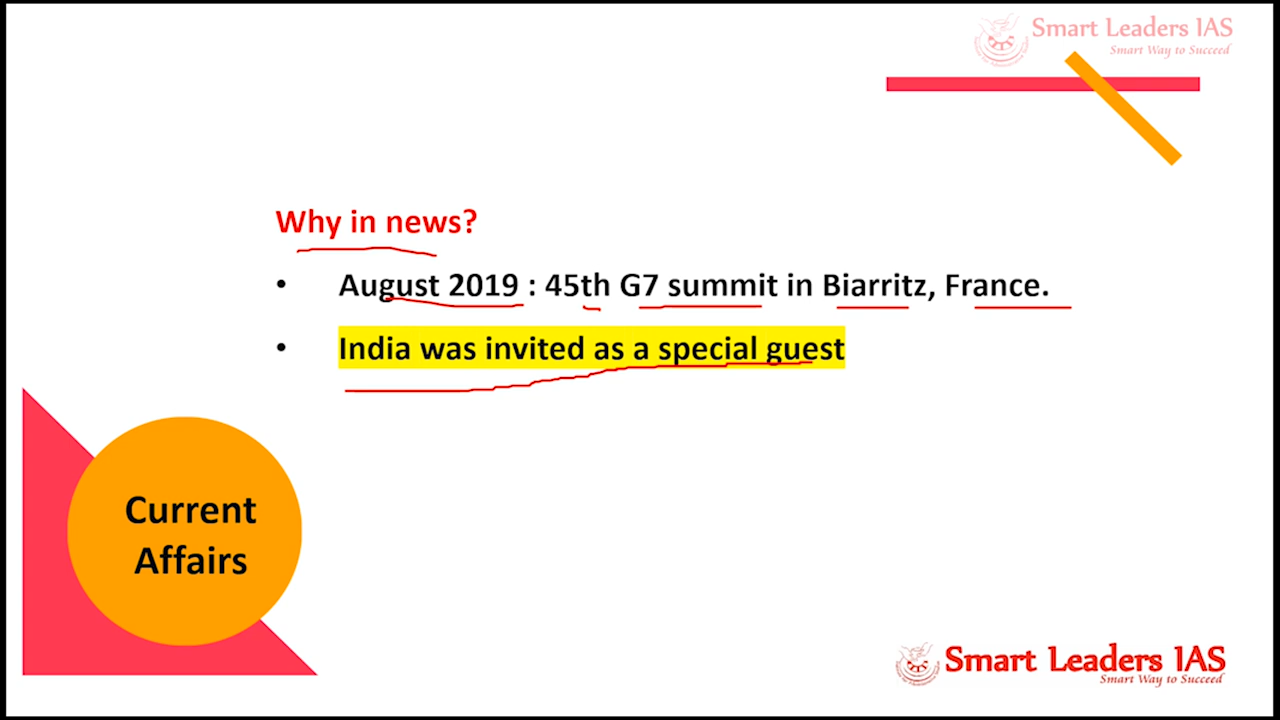 Smart Leaders IAS
Smart Way to Succeed
Why in news?
• August 2019 : 45th G7 summit in Biarritz, France.
• India was invited as a special guest
Current
Affairs
Smart Leaders IAS
Smart Way to Succeed